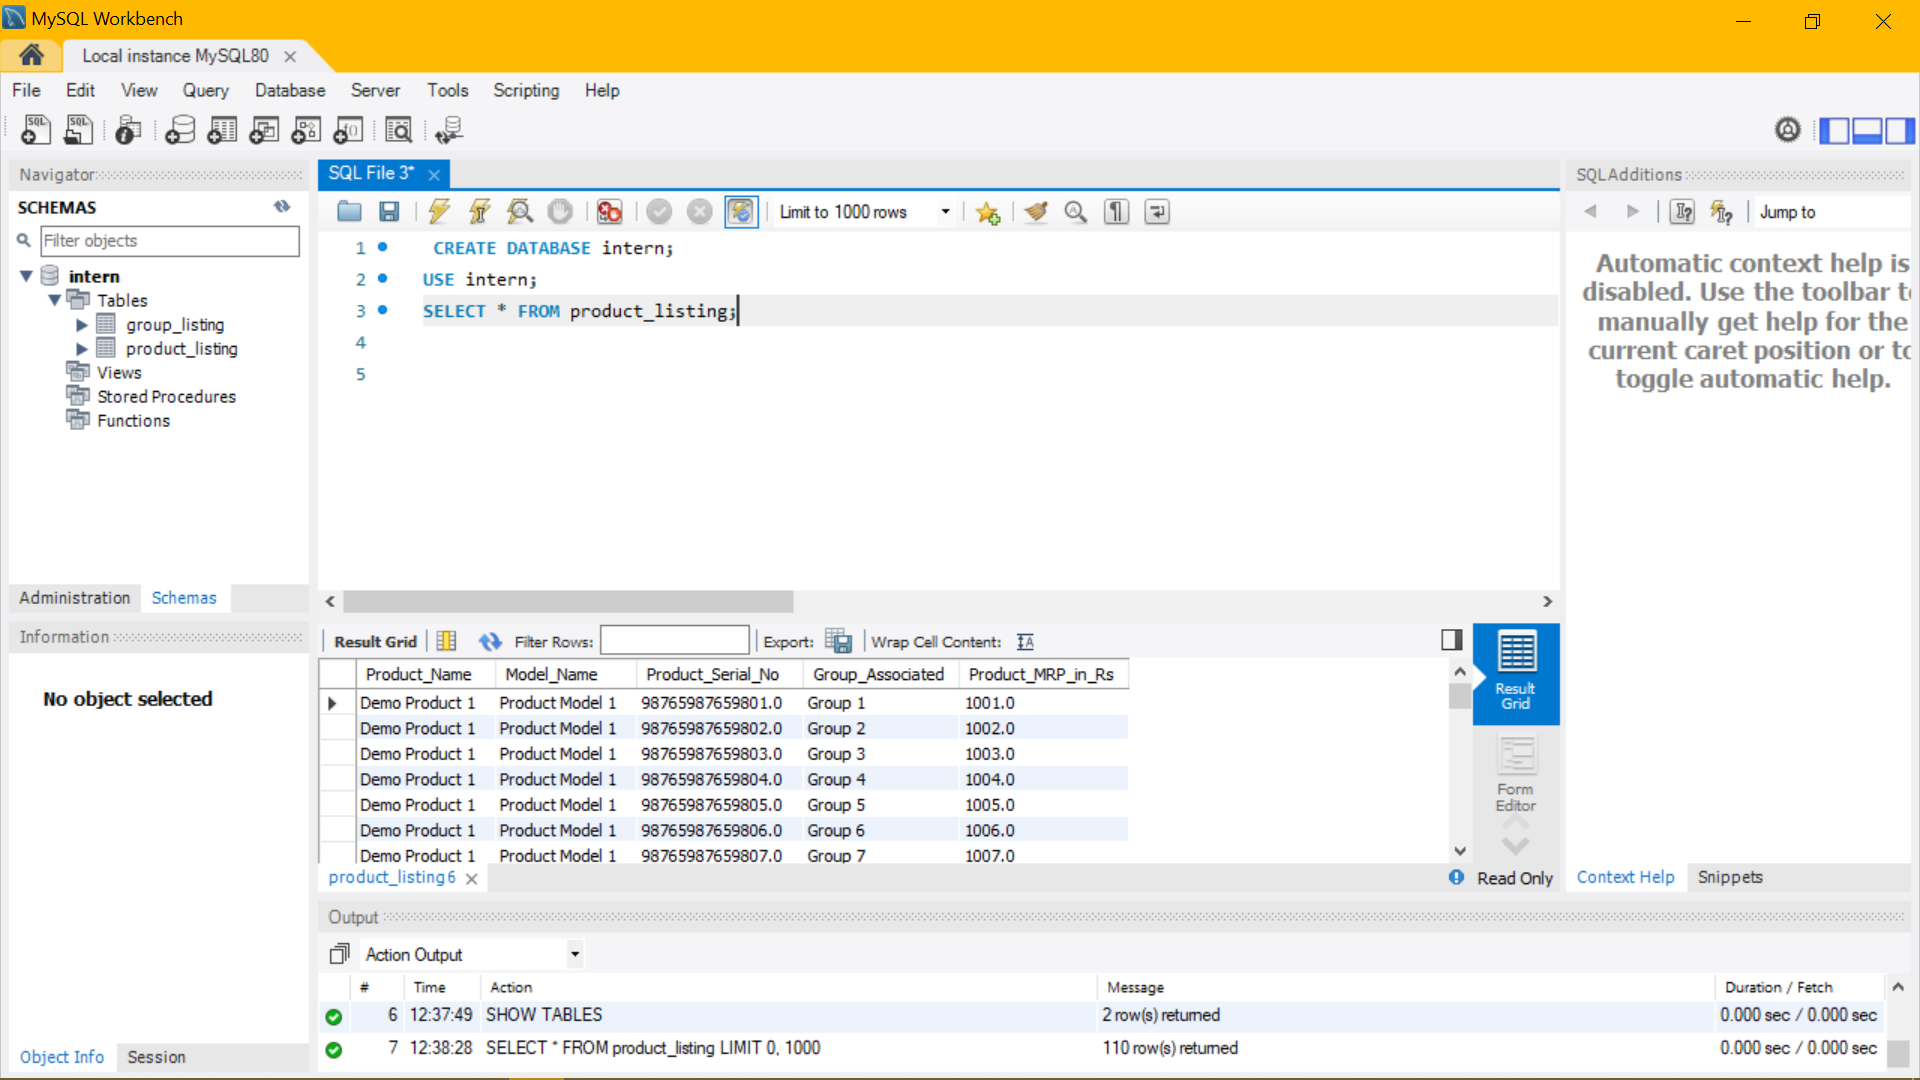 MySQL Workbench
Local instance MySQL80
File Edit View Query Database Server Tools Scripting Help
Navigator
SCHEMAS
Filter objects
intern
Tables
group_listing
product_listing
Views
Stored Procedures
Functions
Administration Schemas
Information
No object selected
Object Info Session
SQL File 3*
Limit to 1000 rows
1 CREATE DATABASE intern;
2 USE intern;
3 SELECT * FROM product_listing;
4
5
Result Grid Filter Rows: Export: Wrap Cell Content:
Product_Name Model_Name Product_Serial_No Group_Associated Product_MRP_in_Rs
Demo Product 1 Product Model 1 98765987659801.0 Group 1 1001.0
Demo Product 1 Product Model 1 98765987659802.0 Group 2 1002.0
Demo Product 1 Product Model 1 98765987659803.0 Group 3 1003.0
Demo Product 1 Product Model 1 98765987659804.0 Group 4 1004.0
Demo Product 1 Product Model 1 98765987659805.0 Group 5 1005.0
Demo Product 1 Product Model 1 98765987659806.0 Group 6 1006.0
Demo Product 1 Product Model 1 98765987659807.0 Group 7 1007.0
Result
Grid
Form
Editor
product_listing 6
Read Only
SQLAdditions
Jump to
Automatic context help is
disabled. Use the toolbar to
manually get help for the
current caret position or to
toggle automatic help.
Context Help Snippets
Output
Action Output
# Time Action Message Duration / Fetch
6 12:37:49 SHOW TABLES 2 row(s) returned 0.000 sec / 0.000 sec
7 12:38:28 SELECT * FROM product_listing LIMIT 0, 1000 110 row(s) returned 0.000 sec / 0.000 sec